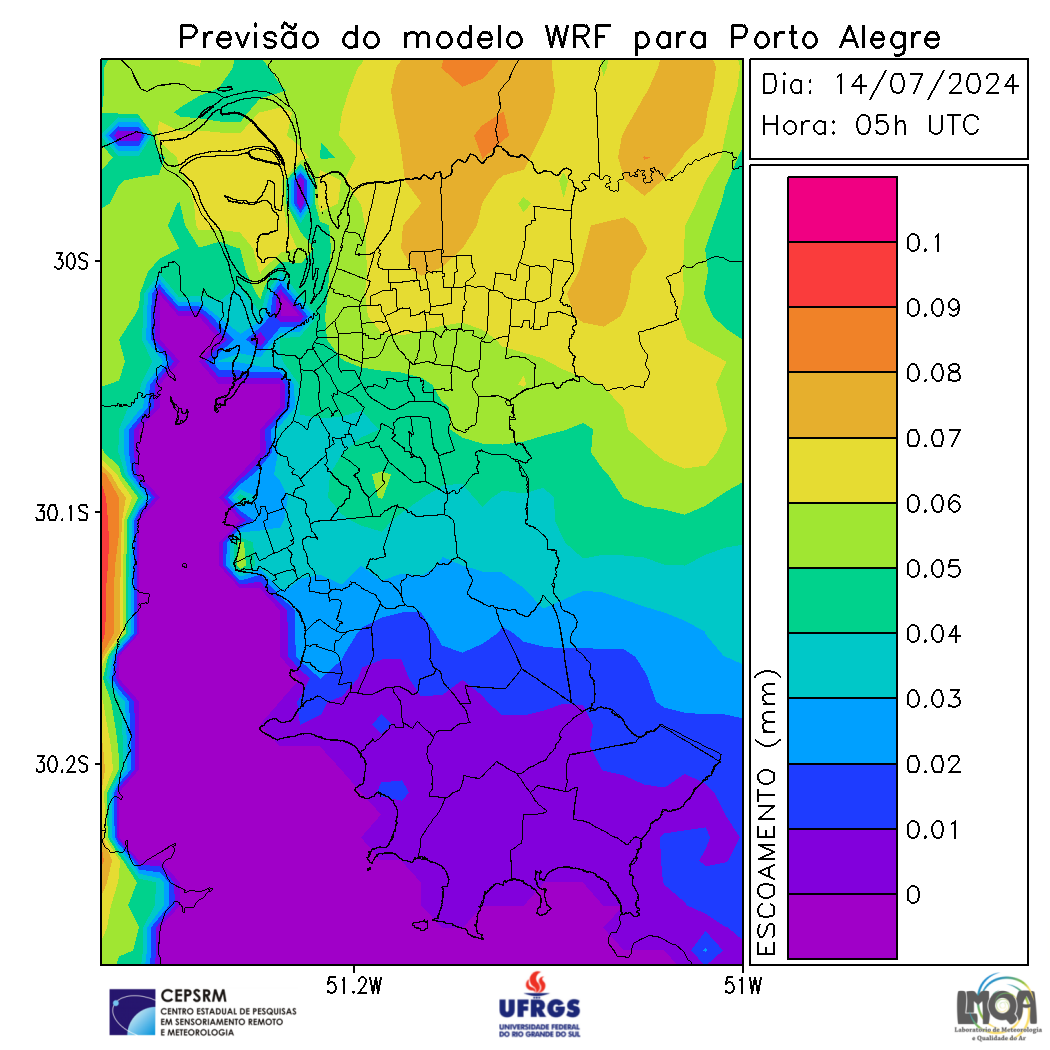 Previsão do modelo WRF para Porto Alegre
Dia: 14/07/2024
Hora: 05h UTC
30S
30.1S
30.2S
51.2W
51W
ESCOAMENTO (mm)
0.1
0.09
0.08
0.07
0.06
0.05
0.04
0.03
0.02
0.01
0
CEPSRM
CENTRO ESTADUAL DE PESQUISAS
EM SENSORIAMENTO REMOTO
E METEOROLOGIA
UFRGS
UNIVERSIDADE FEDERAL
DO RIO GRANDE DO SUL
LMQA
Laboratório de Meteorologia
e Qualidade do Ar